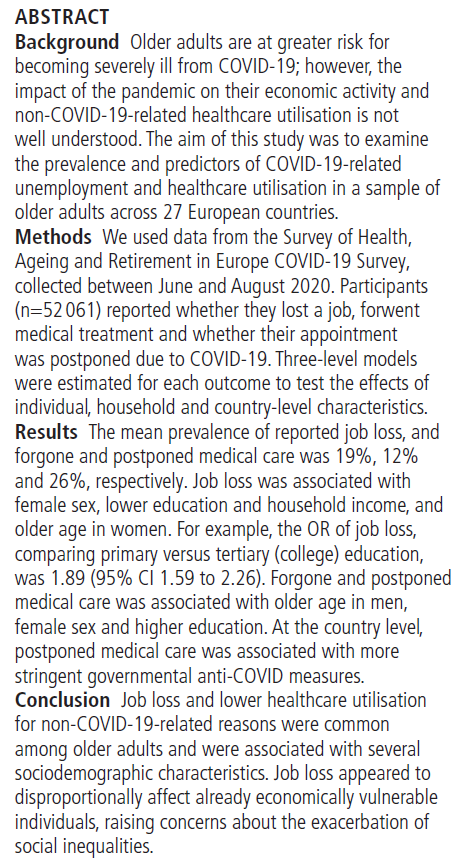 ABSTRACT
Background Older adults are at greater risk for
becoming severely ill from COVID-19; however, the
impact of the pandemic on their economic activity and
non-COVID-19-related healthcare utilisation is not
well understood. The aim of this study was to examine
the prevalence and predictors of COVID-19-related
unemployment and healthcare utilisation in a sample of
older adults across 27 European countries.
Methods We used data from the Survey of Health,
Ageing and Retirement in Europe COVID-19 Survey,
collected between June and August 2020. Participants
(n=52 061) reported whether they lost a job, forwent
medical treatment and whether their appointment
was postponed due to COVID-19. Three-level models
were estimated for each outcome to test the effects of
individual, household and country-level characteristics.
Results The mean prevalence of reported job loss, and
forgone and postponed medical care was 19%, 12%
and 26%, respectively. Job loss was associated with
female sex, lower education and household income, and
older age in women. For example, the OR of job loss,
comparing primary versus tertiary (college) education,
was 1.89 (95% CI 1.59 to 2.26). Forgone and postponed
medical care was associated with older age in men,
female sex and higher education. At the country level,
postponed medical care was associated with more
stringent governmental anti-COVID measures.
Conclusion Job loss and lower healthcare utilisation
for non-COVID-19-related reasons were common
among older adults and were associated with several
sociodemographic characteristics. Job loss appeared to
disproportionally affect already economically vulnerable
individuals, raising concerns about the exacerbation of
social inequalities.